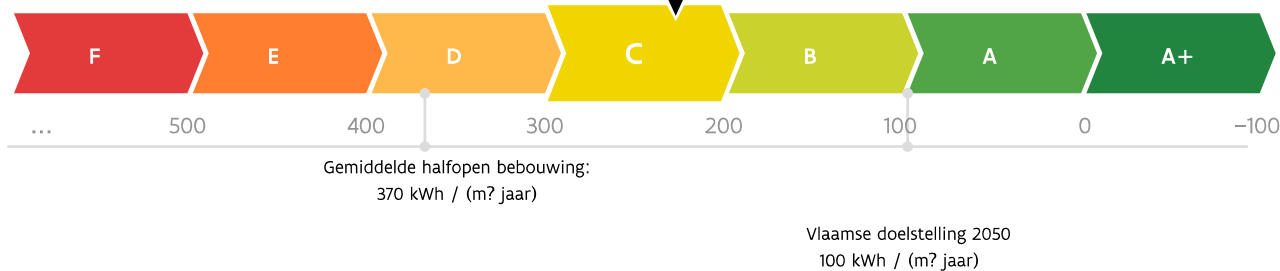 F E D C B A A+
... 500 400 300 200 100 0 –100
Gemiddelde halfopen bebouwing:
370 kWh / (m? jaar)
Vlaamse doelstelling 2050
100 kWh / (m? jaar)